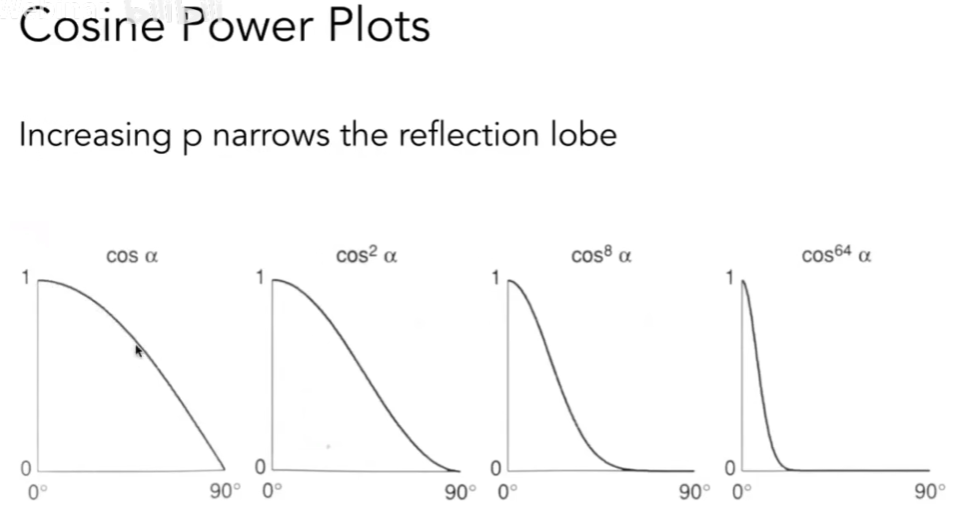 Cosine Power Plots
Increasing p narrows the reflection lobe
cos α
cos² α
cos⁸ α
cos⁶⁴ α
1
1
1
1
0
0
0
0
0° 90° 0° 90° 0° 90° 0° 90°